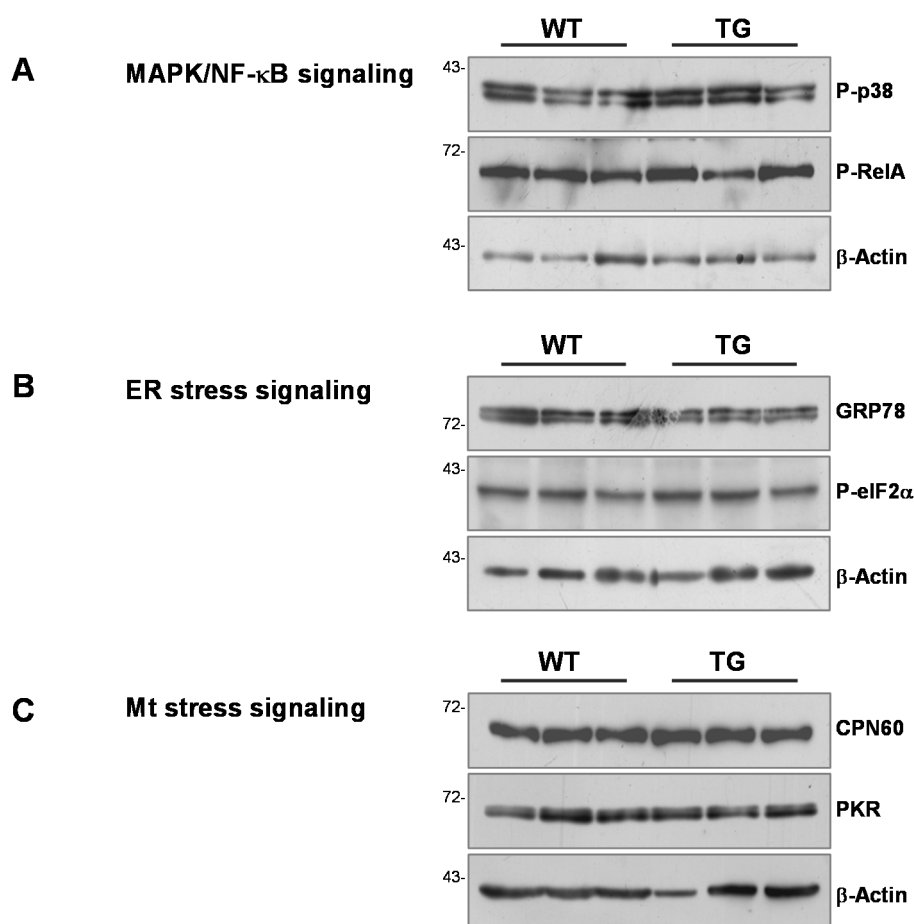 WT TG
A MAPK/NF-κB signaling
43-
P-p38
72-
P-RelA
43-
β-Actin
WT TG
B ER stress signaling
GRP78
72-
43-
P-eIF2α
43-
β-Actin
WT TG
C Mt stress signaling
72-
CPN60
72-
PKR
43-
β-Actin